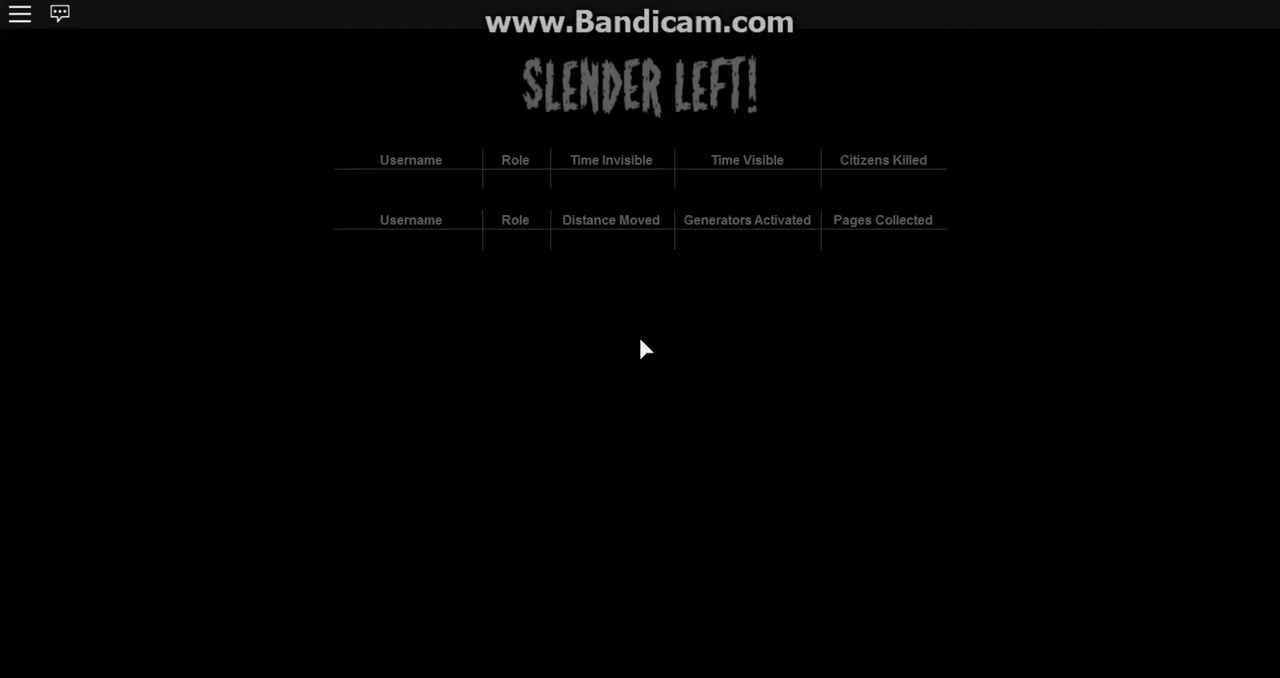 www.Bandicam.com
SLENDER LEFT!
Username Role Time Invisible Time Visible Citizens Killed
Username Role Distance Moved Generators Activated Pages Collected